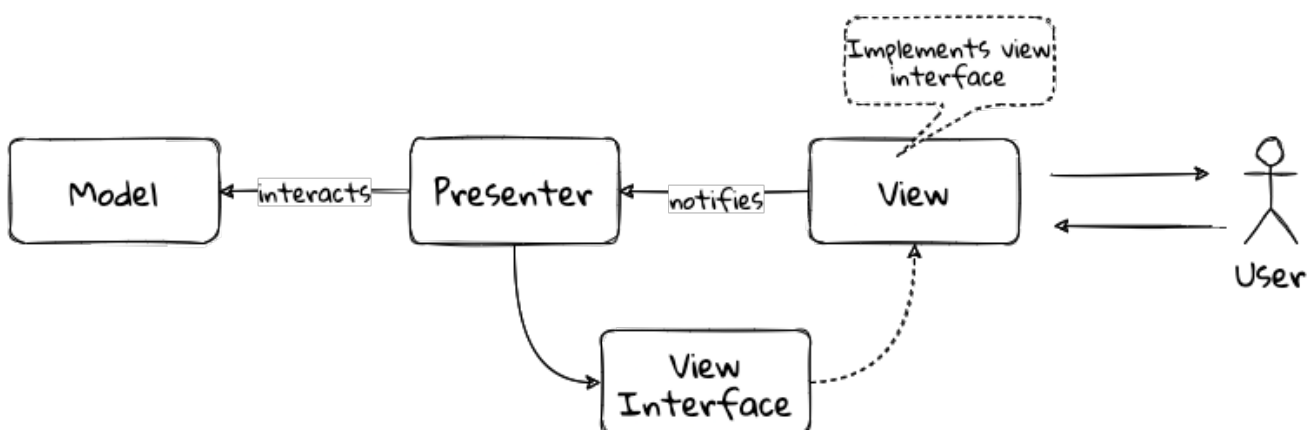 Implements view
interface
Model
interacts
Presenter
notifies
View
User
View
Interface